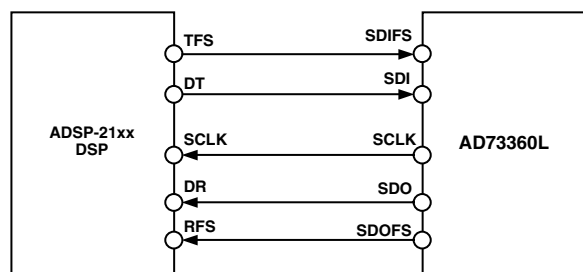 TFS SDIFS
DT SDI
ADSP-21xx
DSP
SCLK SCLK
AD73360L
DR SDO
RFS SDOFS